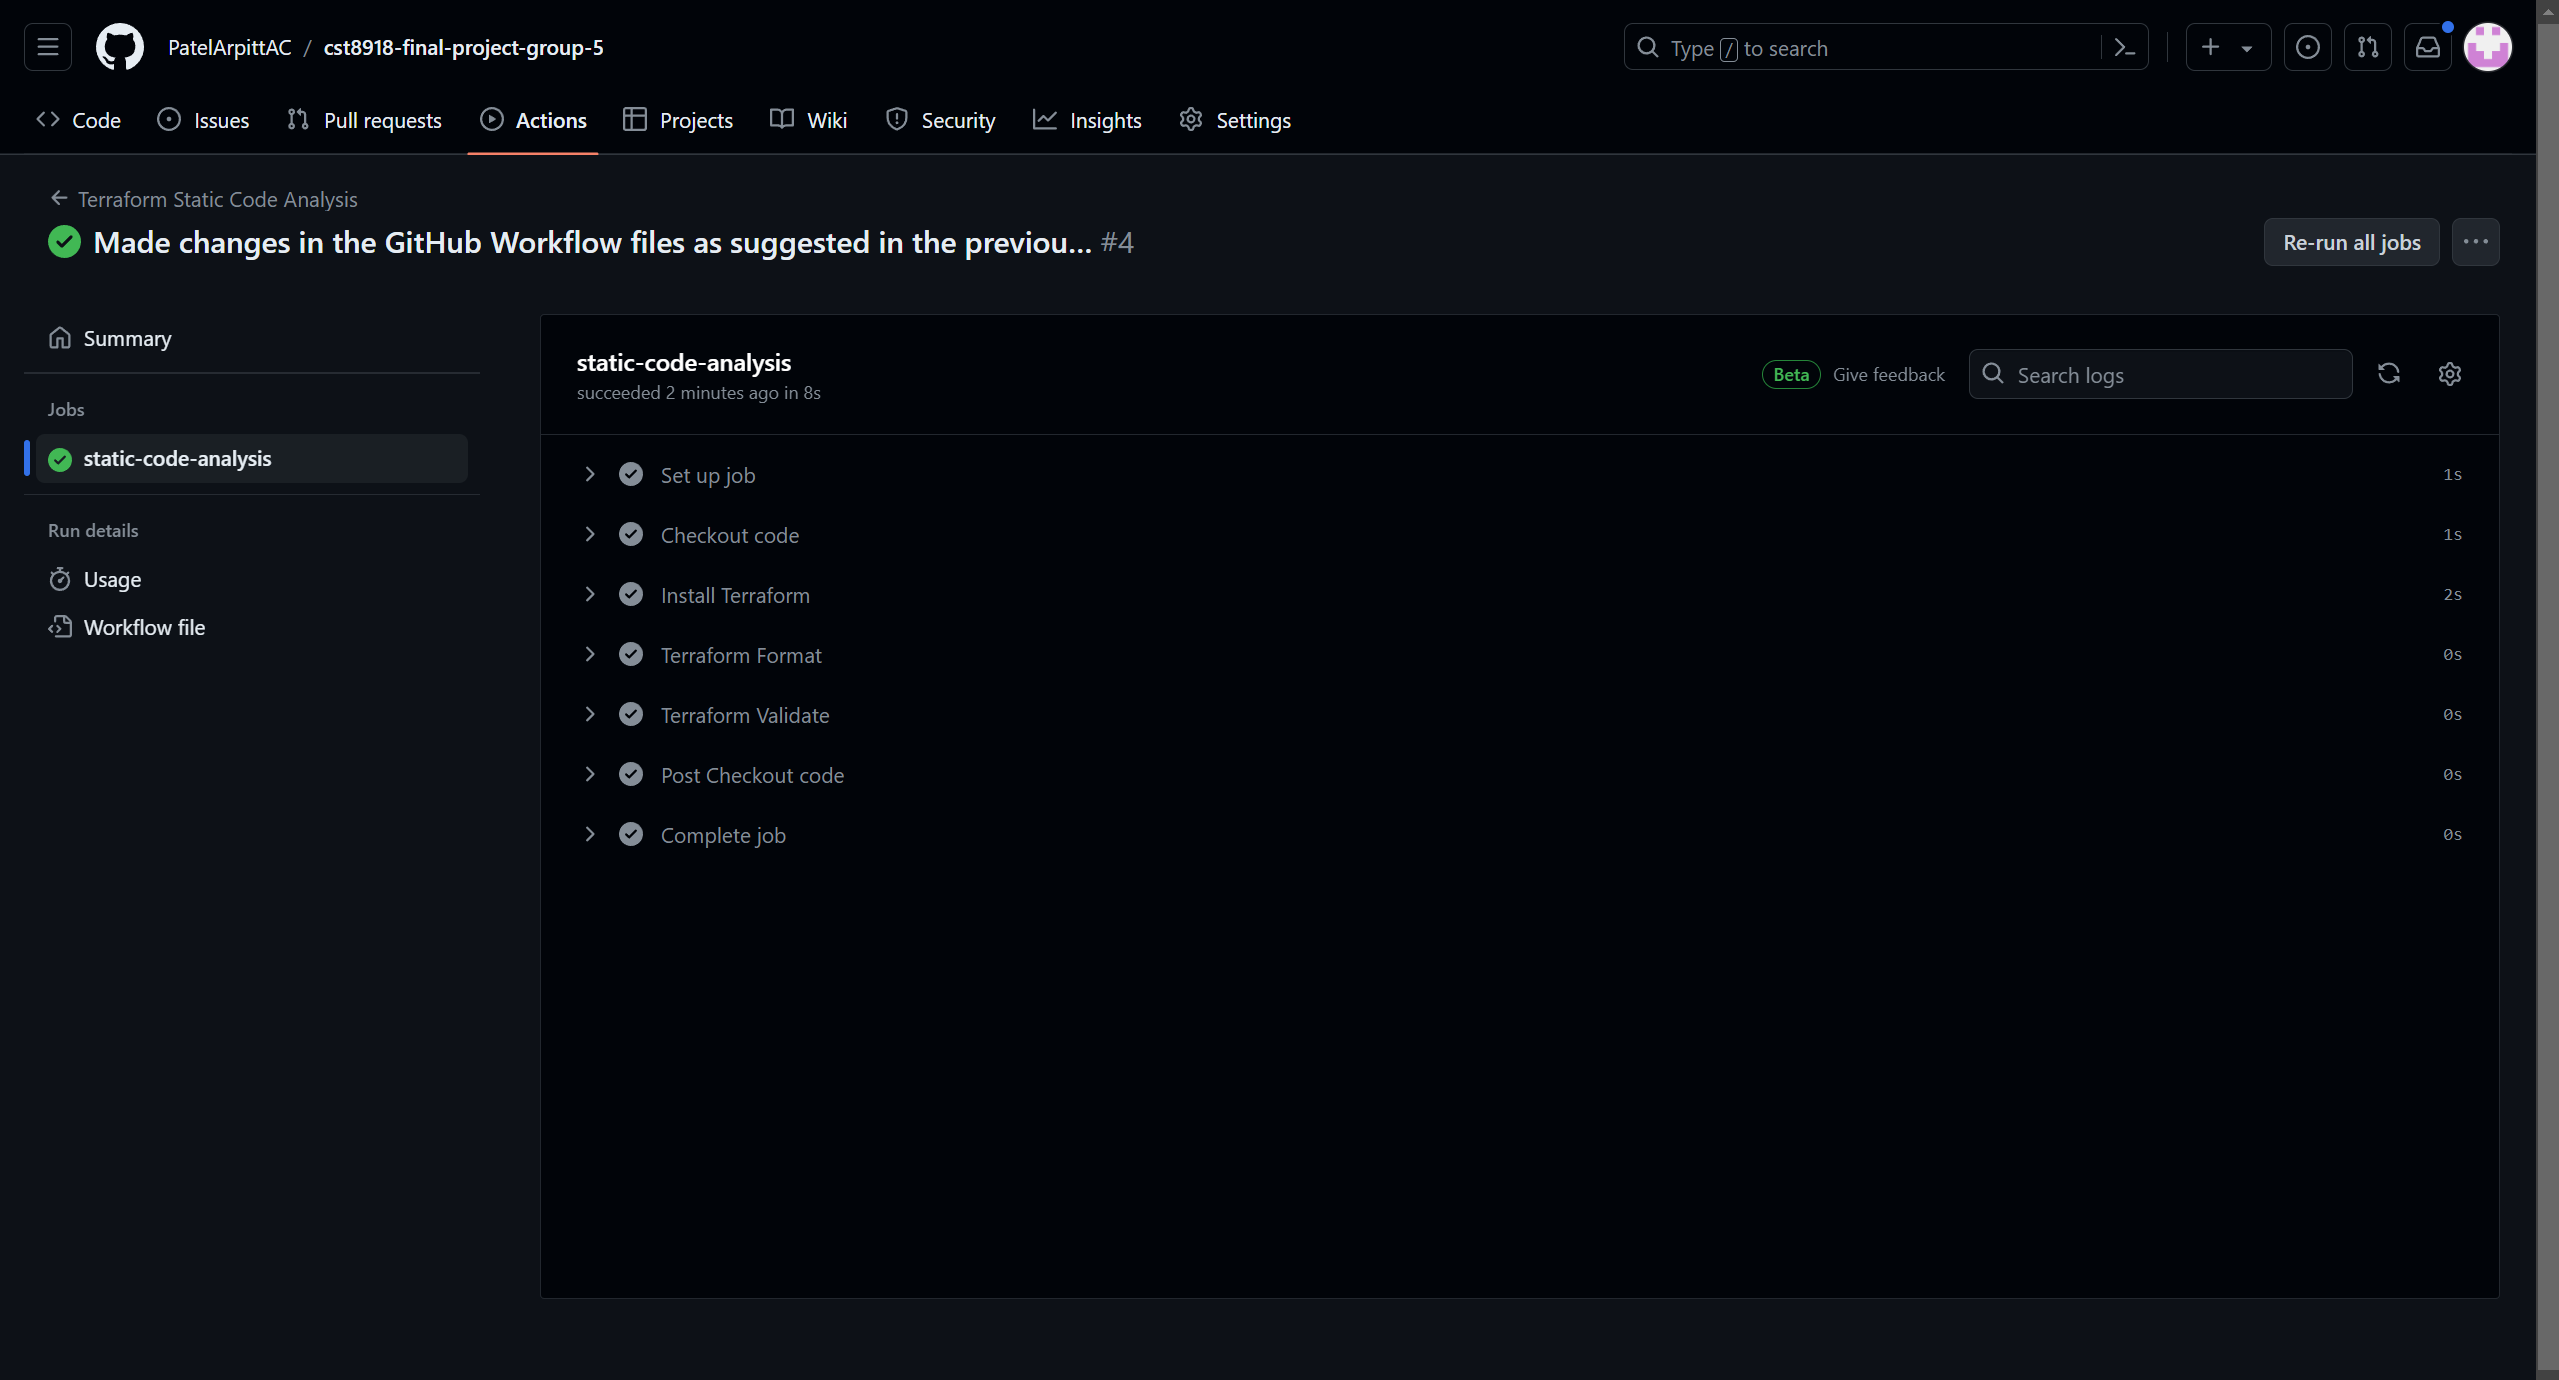 PatelArpittAC / cst8918-final-project-group-5
Type / to search
Code Issues Pull requests Actions Projects Wiki Security Insights Settings
Terraform Static Code Analysis
Made changes in the GitHub Workflow files as suggested in the previou... #4
Re-run all jobs
Summary
Jobs
static-code-analysis
Run details
Usage
Workflow file
static-code-analysis
succeeded 2 minutes ago in 8s
Beta Give feedback Search logs
Set up job 1s
Checkout code 1s
Install Terraform 2s
Terraform Format 0s
Terraform Validate 0s
Post Checkout code 0s
Complete job 0s